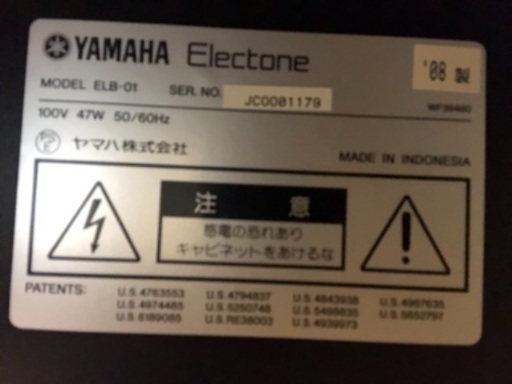 YAMAHA Electone
'08 製
MODEL ELB-01 SER. NO. JC0081179
100V 47W 50/60Hz
ヤマハ株式会社
MADE IN INDONESIA
注 意
感電の恐れあり
キャビネットをあけるな
PATENTS: U.S.4763553 U.S.4794837 U.S.4843938 U.S.4967635
U.S.4974485 U.S.5250748 U.S.5498835 U.S.5652797
U.S.6189085 U.S.RE38003 U.S.4939973